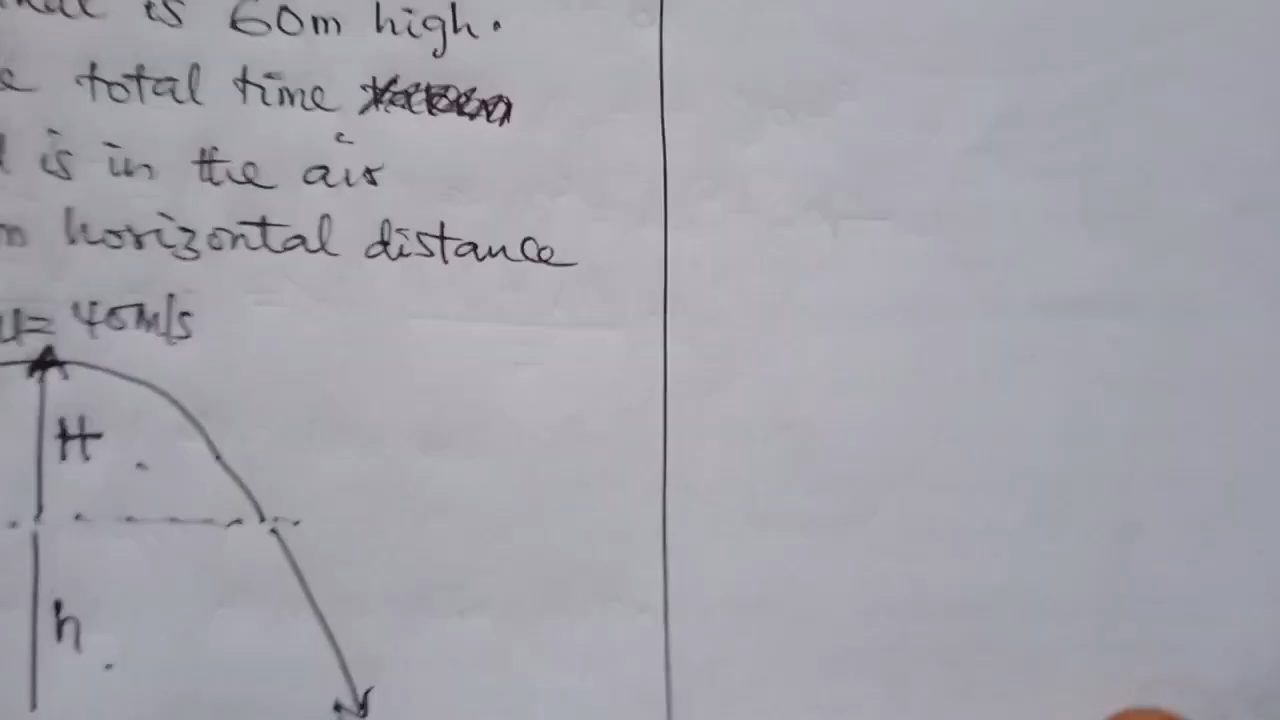 is 60m high.
total time
is in the air
horizontal distance
u= 40m/s
H
h